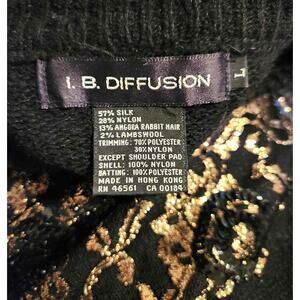 I. B. DIFFUSION
L
57% SILK
28% NYLON
13% ANGORA RABBIT HAIR
2% LAMBSWOOL
TRIMMING: 70% POLYESTER
30% NYLON
EXCEPT SHOULDER PAD
SHELL: 100% NYLON
BATTING: 100% POLYESTER
MADE IN HONG KONG
RN 46561 CA 00184